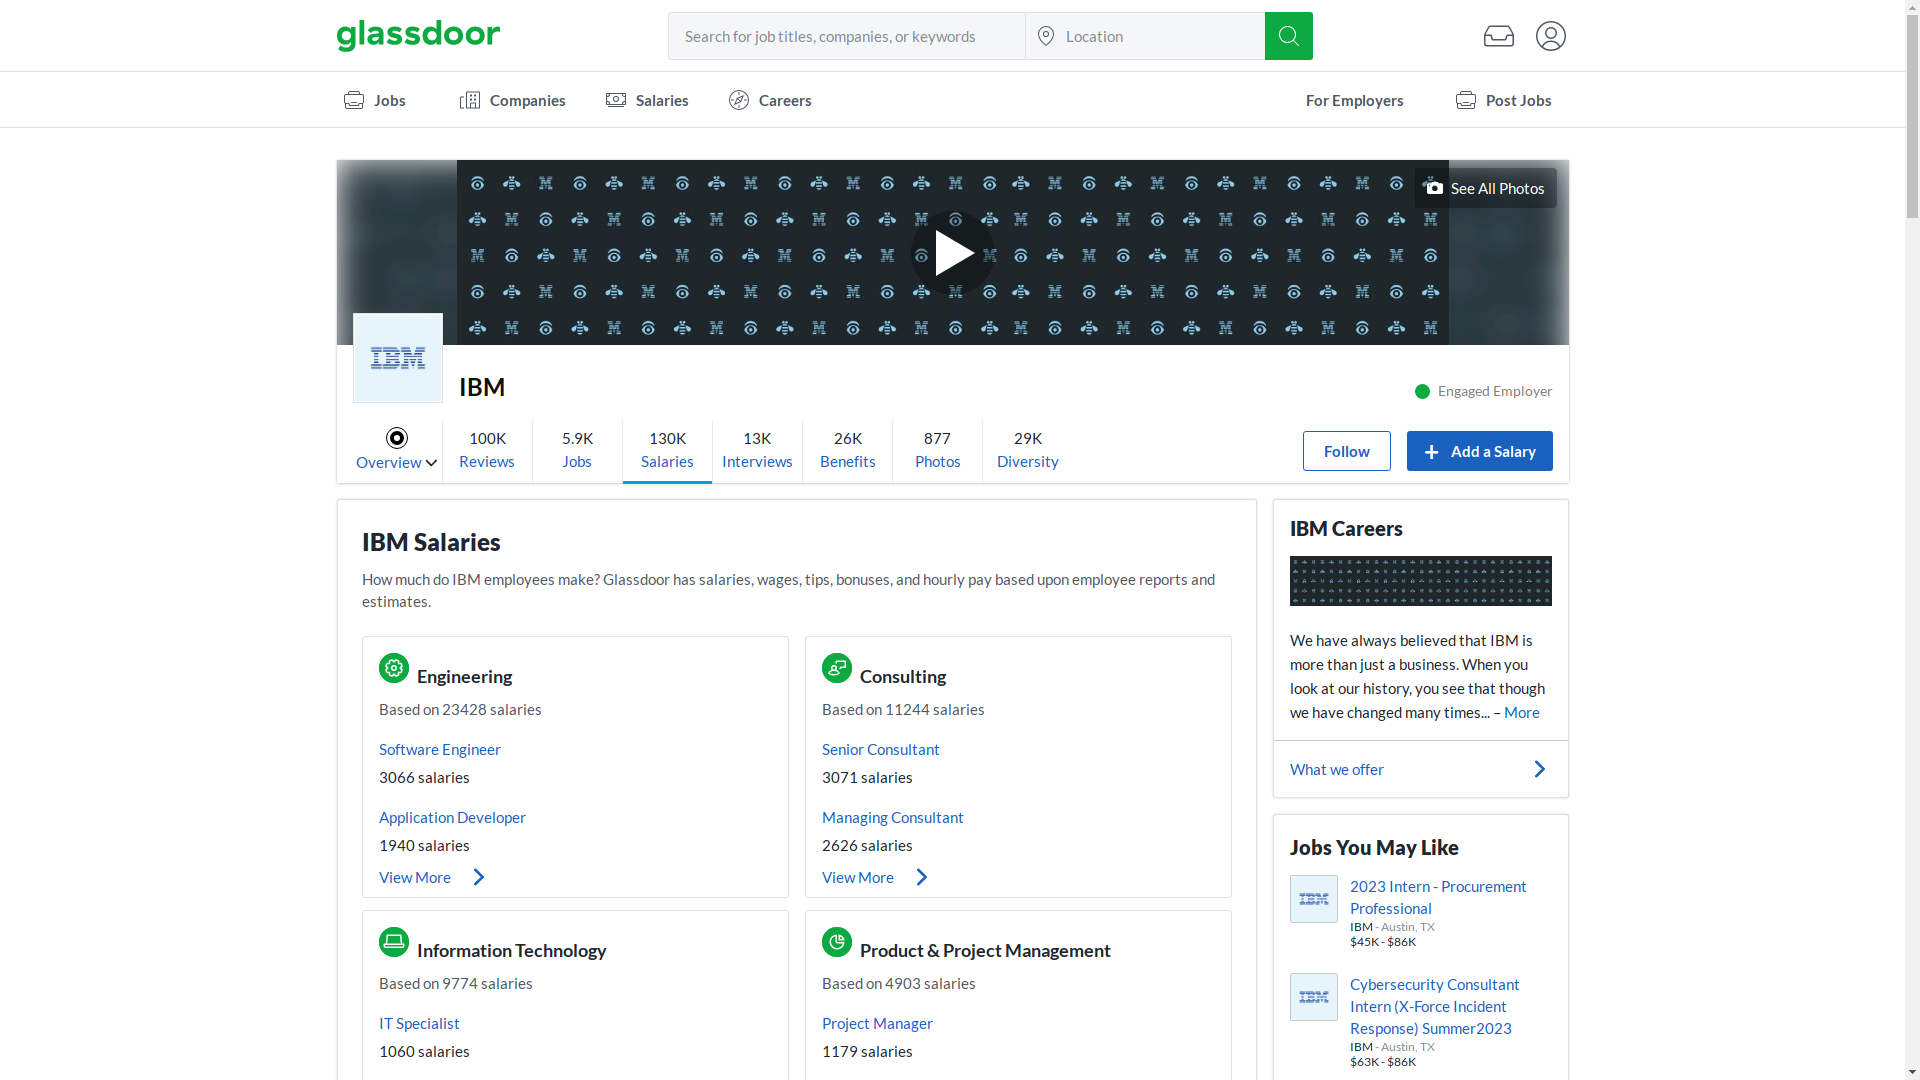 glassdoor
Search for job titles, companies, or keywords
Location
Jobs
Companies
Salaries
Careers
For Employers
Post Jobs
See All Photos
IBM
IBM
Engaged Employer
Overview
100K
Reviews
5.9K
Jobs
130K
Salaries
13K
Interviews
26K
Benefits
877
Photos
29K
Diversity
Follow
+ Add a Salary
IBM Salaries
How much do IBM employees make? Glassdoor has salaries, wages, tips, bonuses, and hourly pay based upon employee reports and
estimates.
Engineering
Based on 23428 salaries
Software Engineer
3066 salaries
Application Developer
1940 salaries
View More
Consulting
Based on 11244 salaries
Senior Consultant
3071 salaries
Managing Consultant
2626 salaries
View More
Information Technology
Based on 9774 salaries
IT Specialist
1060 salaries
Product & Project Management
Based on 4903 salaries
Project Manager
1179 salaries
IBM Careers
We have always believed that IBM is
more than just a business. When you
look at our history, you see that though
we have changed many times... – More
What we offer
Jobs You May Like
IBM
2023 Intern - Procurement
Professional
IBM - Austin, TX
$45K - $86K
IBM
Cybersecurity Consultant
Intern (X-Force Incident
Response) Summer2023
IBM - Austin, TX
$63K - $86K